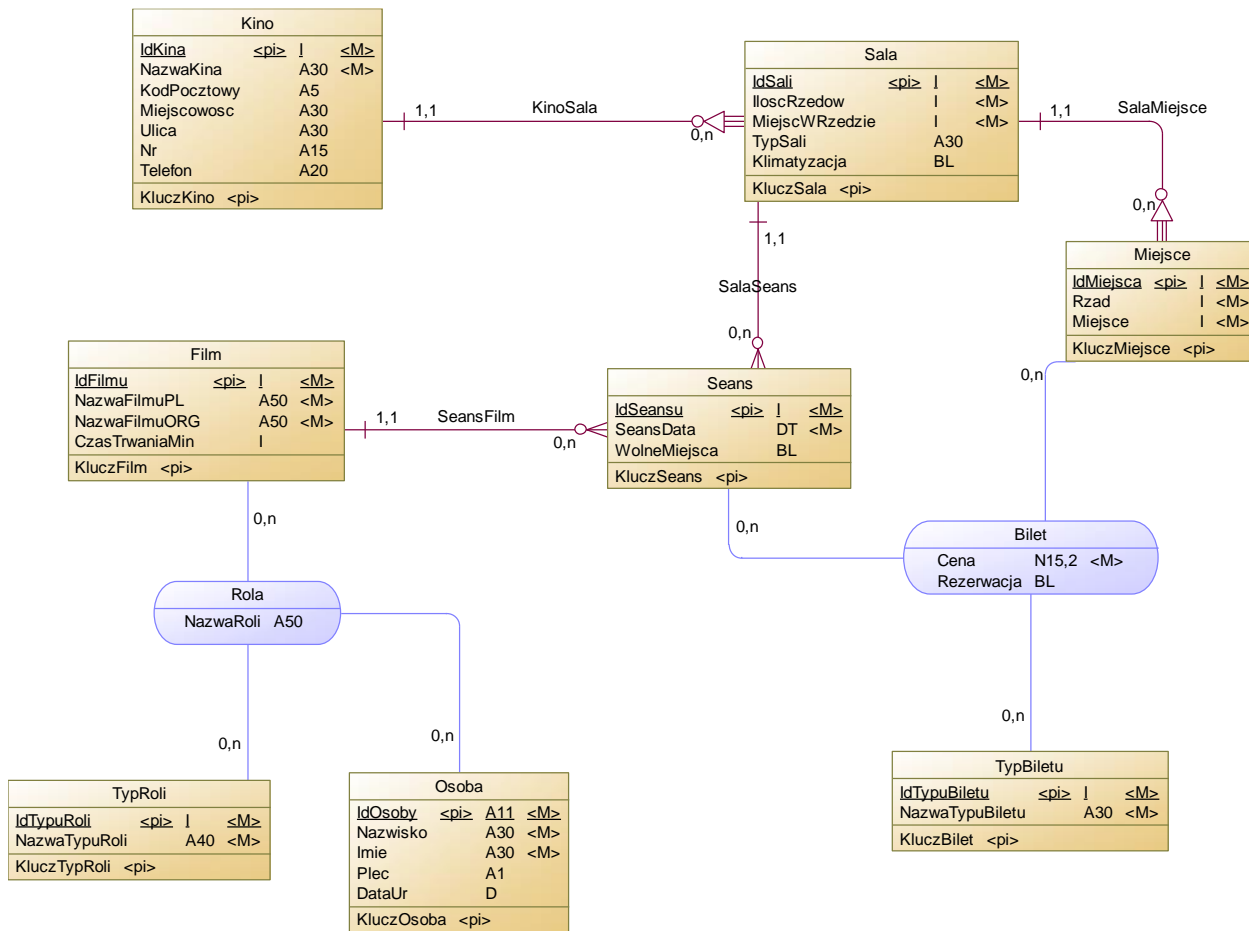 Kino
IdKina <pi> I <M>
NazwaKina A30 <M>
KodPocztowy A5
Miejscowosc A30
Ulica A30
Nr A15
Telefon A20
KluczKino <pi>
1,1
KinoSala
0,n
Sala
IdSali <pi> I <M>
IloscRzedow I <M>
MiejscWRzedzie I <M>
TypSali A30
Klimatyzacja BL
KluczSala <pi>
1,1
SalaMiejsce
0,n
1,1
SalaSeans
0,n
Miejsce
IdMiejsca <pi> I <M>
Rzad I <M>
Miejsce I <M>
KluczMiejsce <pi>
0,n
Film
IdFilmu <pi> I <M>
NazwaFilmuPL A50 <M>
NazwaFilmuORG A50 <M>
CzasTrwaniaMin I
KluczFilm <pi>
1,1
SeansFilm
0,n
Seans
IdSeansu <pi> I <M>
SeansData DT <M>
WolneMiejsca BL
KluczSeans <pi>
0,n
0,n
Bilet
Cena N15,2 <M>
Rezerwacja BL
Rola
NazwaRoli A50
0,n
0,n
0,n
TypRoli
IdTypuRoli <pi> I <M>
NazwaTypuRoli A40 <M>
KluczTypRoli <pi>
Osoba
IdOsoby <pi> A11 <M>
Nazwisko A30 <M>
Imie A30 <M>
Plec A1
DataUr D
KluczOsoba <pi>
TypBiletu
IdTypuBiletu <pi> I <M>
NazwaTypuBiletu A30 <M>
KluczBilet <pi>